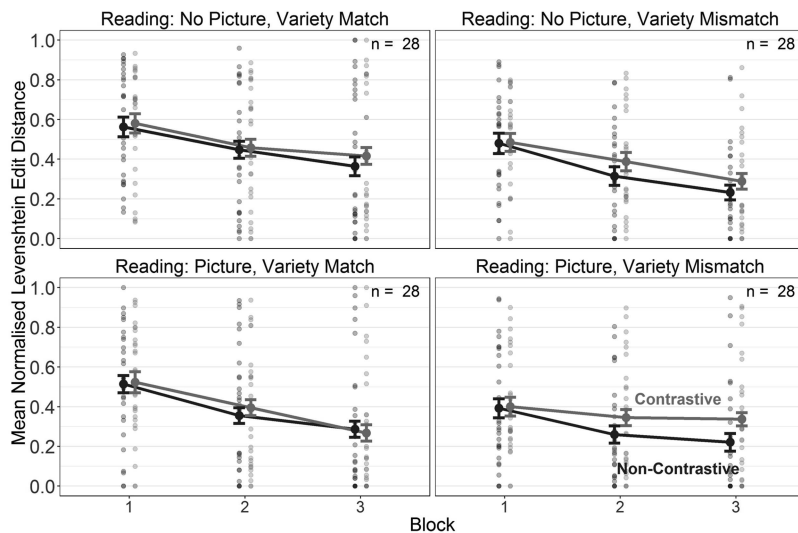 Reading: No Picture, Variety Match
Reading: No Picture, Variety Mismatch
n = 28
n = 28
1.0
0.8
0.6
0.4
0.2
0.0
Reading: Picture, Variety Match
Reading: Picture, Variety Mismatch
n = 28
n = 28
1.0
0.8
0.6
0.4
0.2
0.0
Contrastive
Non-Contrastive
1 2 3
1 2 3
Block
Mean Normalised Levenshtein Edit Distance